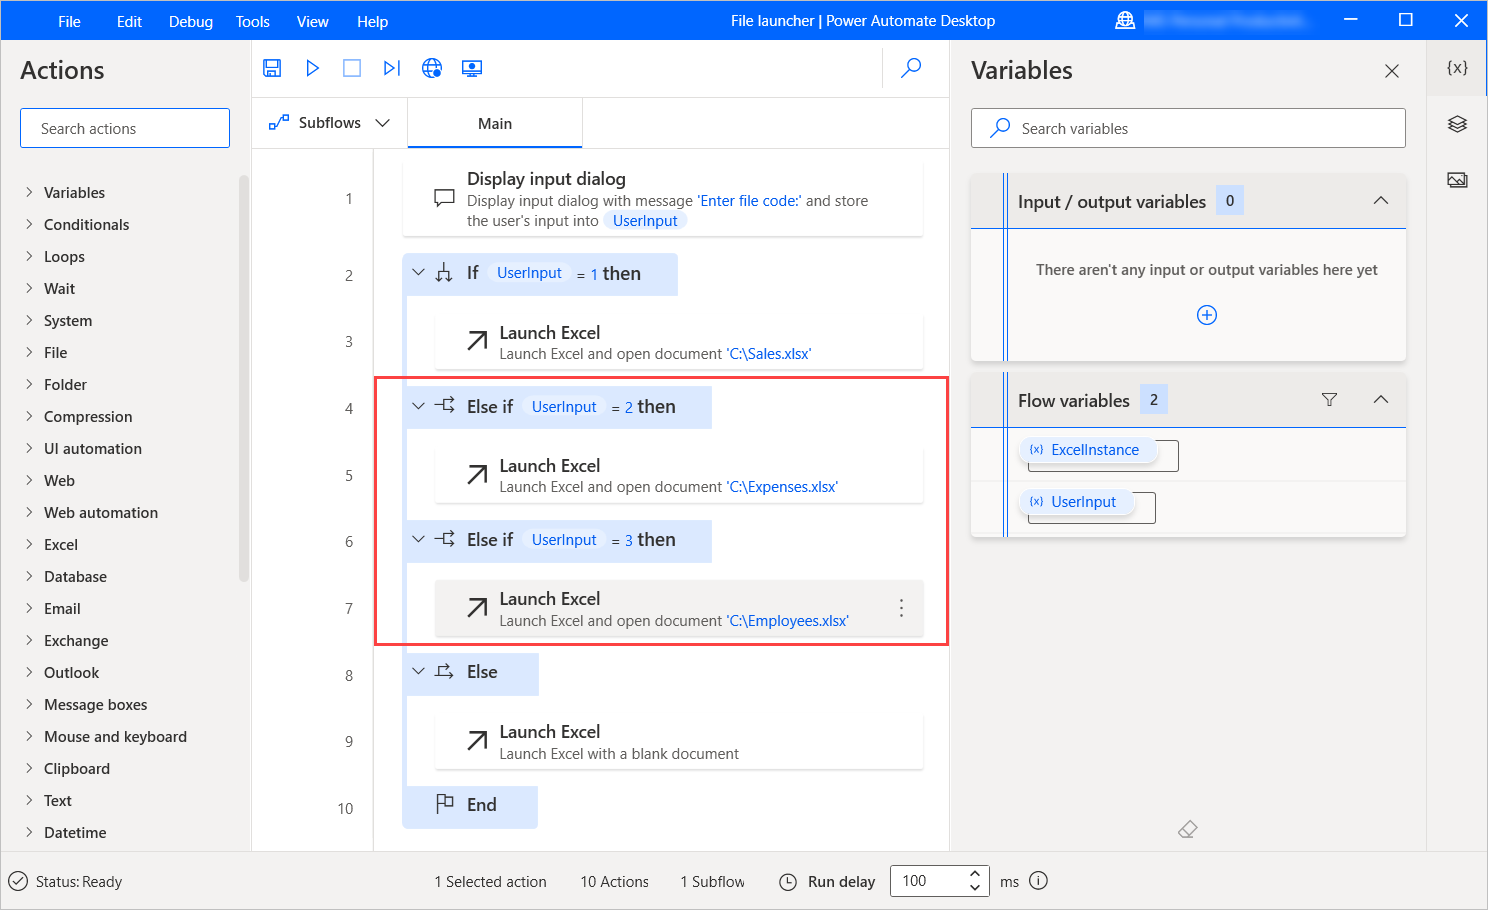 File Edit Debug Tools View Help
File launcher | Power Automate Desktop
Actions
Search actions
Variables
Conditionals
Loops
Wait
System
File
Folder
Compression
UI automation
Web
Web automation
Excel
Database
Email
Exchange
Outlook
Message boxes
Mouse and keyboard
Clipboard
Text
Datetime
Subflows
Main
1
Display input dialog
Display input dialog with message 'Enter file code:' and store
the user's input into UserInput
2
If UserInput = 1 then
3
Launch Excel
Launch Excel and open document 'C:\Sales.xlsx'
4
Else if UserInput = 2 then
5
Launch Excel
Launch Excel and open document 'C:\Expenses.xlsx'
6
Else if UserInput = 3 then
7
Launch Excel
Launch Excel and open document 'C:\Employees.xlsx'
8
Else
9
Launch Excel
Launch Excel with a blank document
10
End
Variables
{x}
Search variables
Input / output variables 0
There aren't any input or output variables here yet
Flow variables 2
{x} ExcelInstance
{x} UserInput
Status: Ready
1 Selected action
10 Actions
1 Subflow
Run delay
100
ms